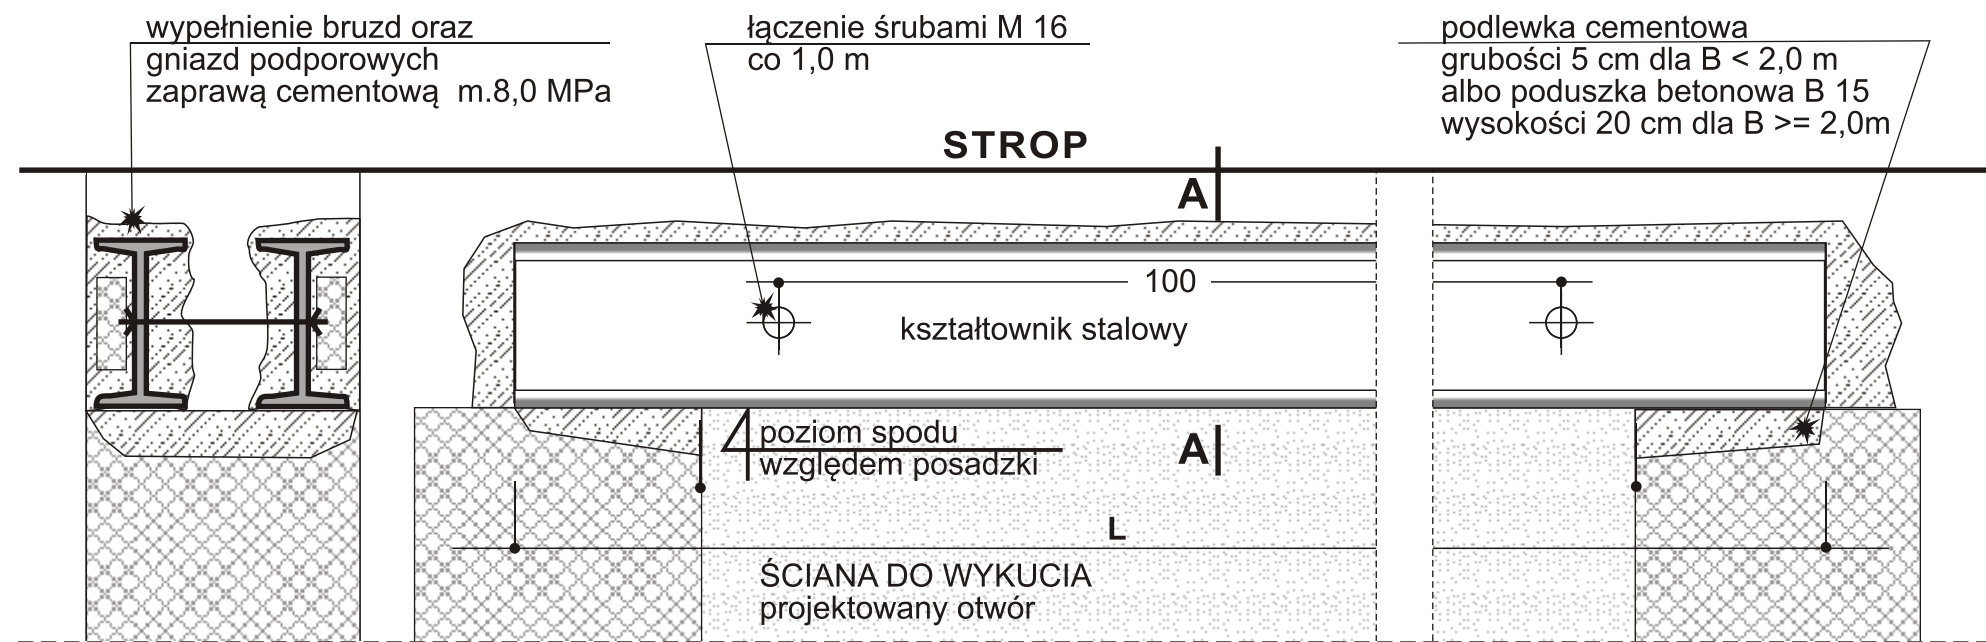 wypełnienie bruzd oraz
gniazd podporowych
zaprawą cementową m.8,0 MPa
łączenie śrubami M 16
co 1,0 m
podlewka cementowa
grubości 5 cm dla B < 2,0 m
albo poduszka betonowa B 15
wysokości 20 cm dla B >= 2,0m
STROP
A
100
kształtownik stalowy
poziom spodu
względem posadzki
A
L
ŚCIANA DO WYKUCIA
projektowany otwór